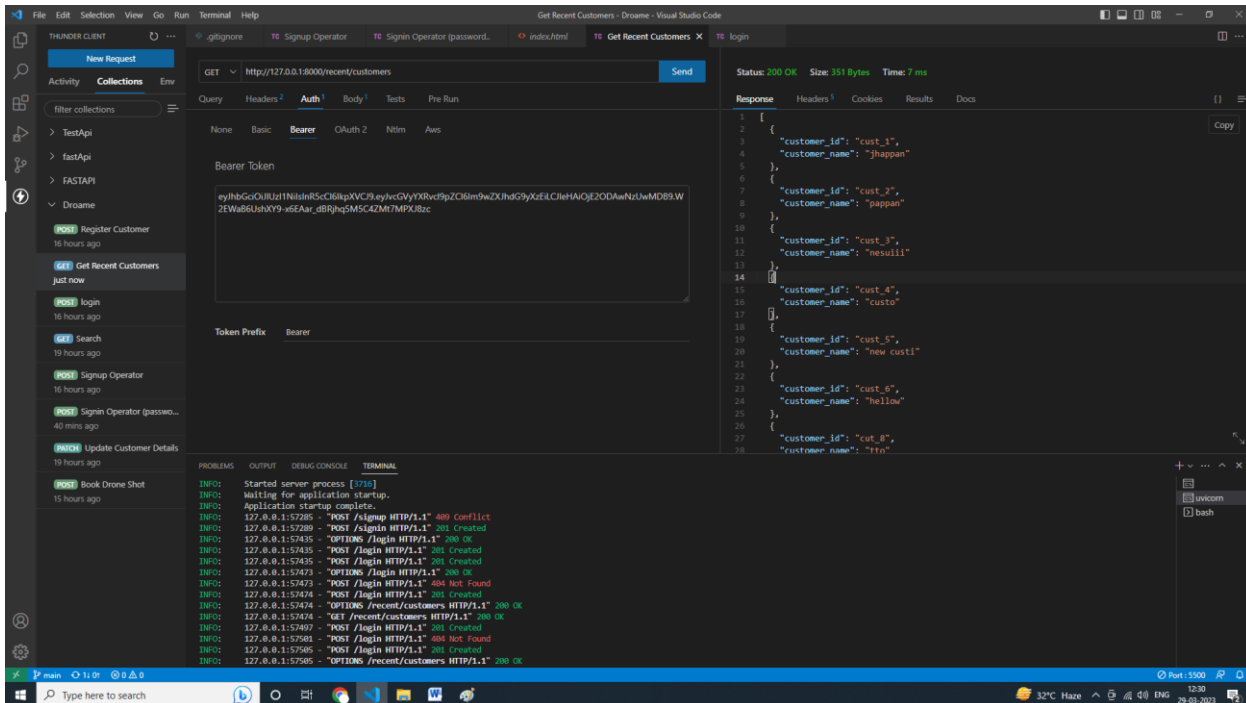 File Edit Selection View Go Run Terminal Help
Get Recent Customers - Droame - Visual Studio Code
THUNDER CLIENT
New Request
Activity Collections Env
filter collections
TestApi
fastApi
FASTAPI
Droame
POST Register Customer
16 hours ago
GET Get Recent Customers
just now
POST login
16 hours ago
GET Search
19 hours ago
POST Signup Operator
16 hours ago
POST Signin Operator (passwo...
40 mins ago
PATCH Update Customer Details
19 hours ago
POST Book Drone Shot
15 hours ago
.gitignore TC Signup Operator TC Signin Operator (password.. index.html TC Get Recent Customers TC login
GET http://127.0.0.1:8000/recent/customers Send
Query Headers 2 Auth 1 Body 1 Tests Pre Run
None Basic Bearer OAuth 2 Ntlm Aws
Bearer Token
Token Prefix Bearer
Status: 200 OK Size: 351 Bytes Time: 7 ms
Response Headers 5 Cookies Results Docs
{}
Copy
1 [
2 {
3 "customer_id": "cust_1",
4 "customer_name": "jhappan"
5 },
6 {
7 "customer_id": "cust_2",
8 "customer_name": "pappan"
9 },
10 {
11 "customer_id": "cust_3",
12 "customer_name": "nesuiii"
13 },
14 {
15 "customer_id": "cust_4",
16 "customer_name": "custo"
17 },
18 {
19 "customer_id": "cust_5",
20 "customer_name": "new custi"
21 },
22 {
23 "customer_id": "cust_6",
24 "customer_name": "hellow"
25 },
26 {
27 "customer_id": "cut_8",
28 "customer_name": "tto"
PROBLEMS OUTPUT DEBUG CONSOLE TERMINAL
INFO: Started server process [3716]
INFO: Waiting for application startup.
INFO: Application startup complete.
INFO: 127.0.0.1:57285 - "POST /signup HTTP/1.1" 409 Conflict
INFO: 127.0.0.1:57289 - "POST /signin HTTP/1.1" 201 Created
INFO: 127.0.0.1:57435 - "OPTIONS /login HTTP/1.1" 200 OK
INFO: 127.0.0.1:57435 - "POST /login HTTP/1.1" 201 Created
INFO: 127.0.0.1:57435 - "POST /login HTTP/1.1" 201 Created
INFO: 127.0.0.1:57473 - "OPTIONS /login HTTP/1.1" 200 OK
INFO: 127.0.0.1:57473 - "POST /login HTTP/1.1" 404 Not Found
INFO: 127.0.0.1:57474 - "POST /login HTTP/1.1" 201 Created
INFO: 127.0.0.1:57474 - "OPTIONS /recent/customers HTTP/1.1" 200 OK
INFO: 127.0.0.1:57474 - "GET /recent/customers HTTP/1.1" 200 OK
INFO: 127.0.0.1:57497 - "POST /login HTTP/1.1" 201 Created
INFO: 127.0.0.1:57501 - "POST /login HTTP/1.1" 404 Not Found
INFO: 127.0.0.1:57505 - "POST /login HTTP/1.1" 201 Created
INFO: 127.0.0.1:57505 - "OPTIONS /recent/customers HTTP/1.1" 200 OK
uvicorn
bash
main 1↓ 0↑ 0 0
Port : 5500
Type here to search
32°C Haze ENG
12:30
29-03-2023
2